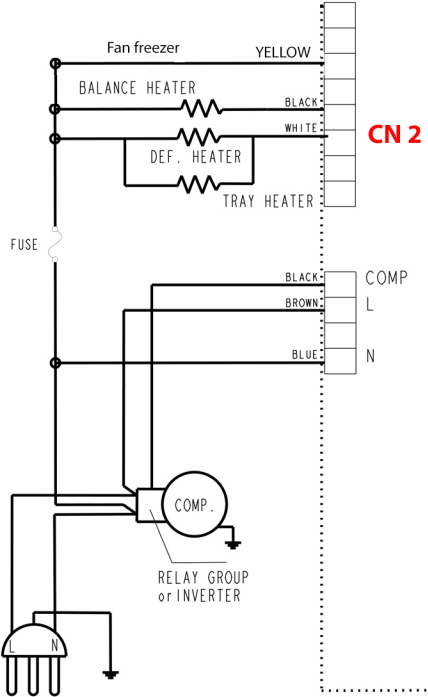 Fan freezer
YELLOW
BALANCE HEATER
BLACK
WHITE
CN 2
DEF. HEATER
TRAY HEATER
FUSE
BLACK
COMP
BROWN
L
BLUE
N
COMP.
RELAY GROUP
or INVERTER
L
N